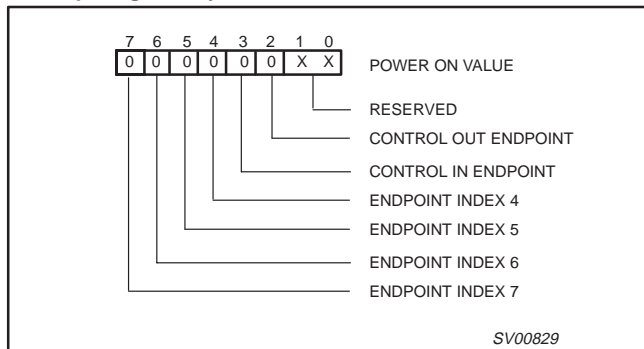 7 6 5 4 3 2 1 0
0 0 0 0 0 0 X X POWER ON VALUE
RESERVED
CONTROL OUT ENDPOINT
CONTROL IN ENDPOINT
ENDPOINT INDEX 4
ENDPOINT INDEX 5
ENDPOINT INDEX 6
ENDPOINT INDEX 7
SV00829